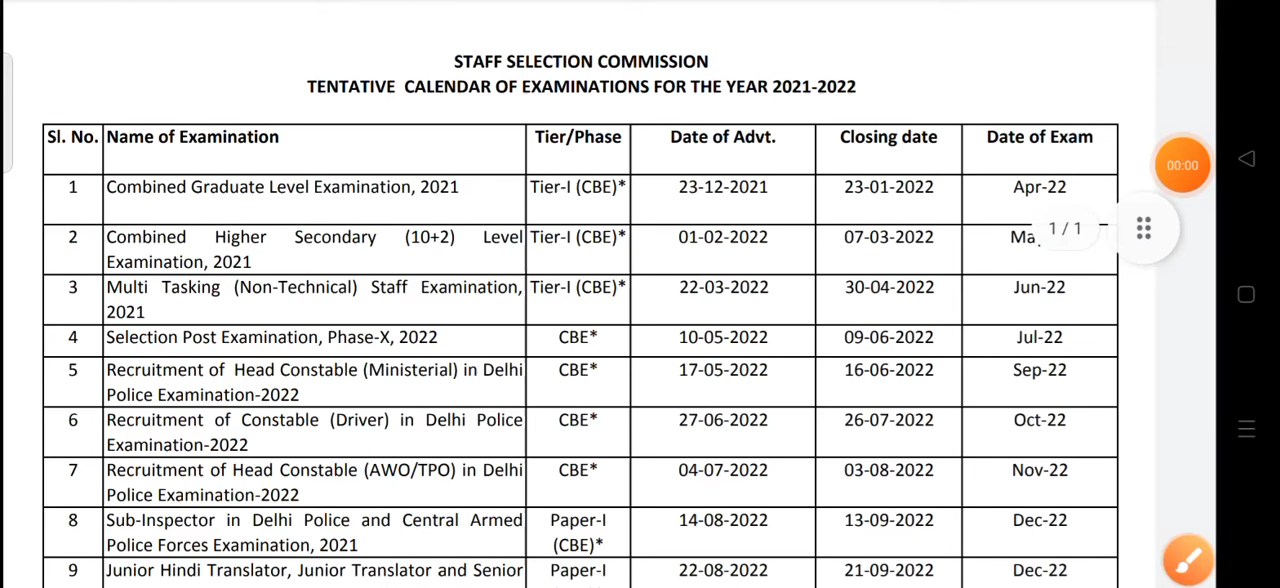 STAFF SELECTION COMMISSION
TENTATIVE CALENDAR OF EXAMINATIONS FOR THE YEAR 2021-2022
Sl. No. Name of Examination Tier/Phase Date of Advt. Closing date Date of Exam
1 Combined Graduate Level Examination, 2021 Tier-I (CBE)* 23-12-2021 23-01-2022 Apr-22
2 Combined Higher Secondary (10+2) Level Tier-I (CBE)* 01-02-2022 07-03-2022
Examination, 2021
3 Multi Tasking (Non-Technical) Staff Examination, Tier-I (CBE)* 22-03-2022 30-04-2022 Jun-22
2021
4 Selection Post Examination, Phase-X, 2022 CBE* 10-05-2022 09-06-2022 Jul-22
5 Recruitment of Head Constable (Ministerial) in Delhi CBE* 17-05-2022 16-06-2022 Sep-22
Police Examination-2022
6 Recruitment of Constable (Driver) in Delhi Police CBE* 27-06-2022 26-07-2022 Oct-22
Examination-2022
7 Recruitment of Head Constable (AWO/TPO) in Delhi CBE* 04-07-2022 03-08-2022 Nov-22
Police Examination-2022
8 Sub-Inspector in Delhi Police and Central Armed Paper-I 14-08-2022 13-09-2022 Dec-22
Police Forces Examination, 2021 (CBE)*
9 Junior Hindi Translator, Junior Translator and Senior Paper-I 22-08-2022 21-09-2022 Dec-22
00:00
1 / 1